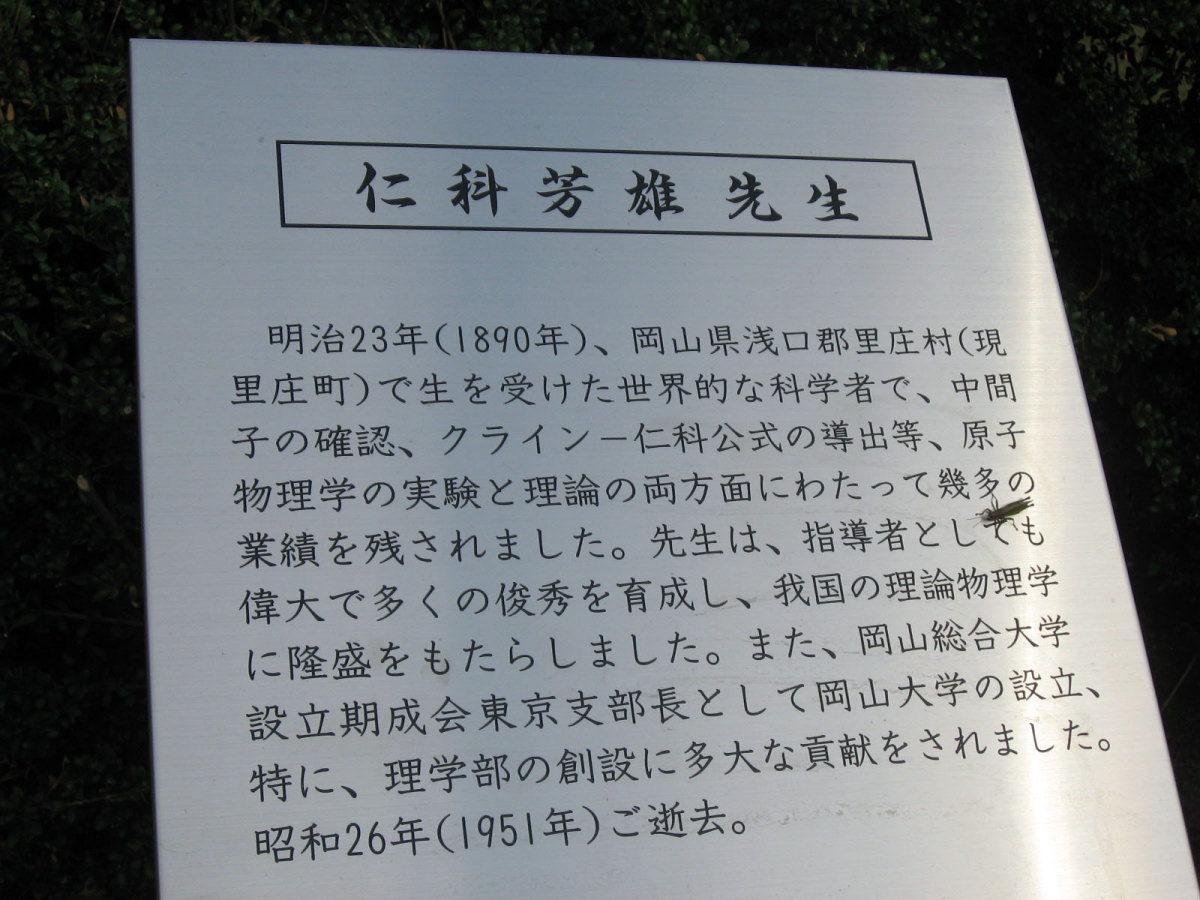 仁科芳雄先生
明治23年(1890年)、岡山県浅口郡里庄村(現
里庄町)で生を受けた世界的な科学者で、中間
子の確認、クライン－仁科公式の導出等、原子
物理学の実験と理論の両方面にわたって幾多の
業績を残されました。先生は、指導者としても
偉大で多くの俊秀を育成し、我国の理論物理学
に隆盛をもたらしました。また、岡山総合大学
設立期成会東京支部長として岡山大学の設立、
特に、理学部の創設に多大な貢献をされました。
昭和26年(1951年)ご逝去。